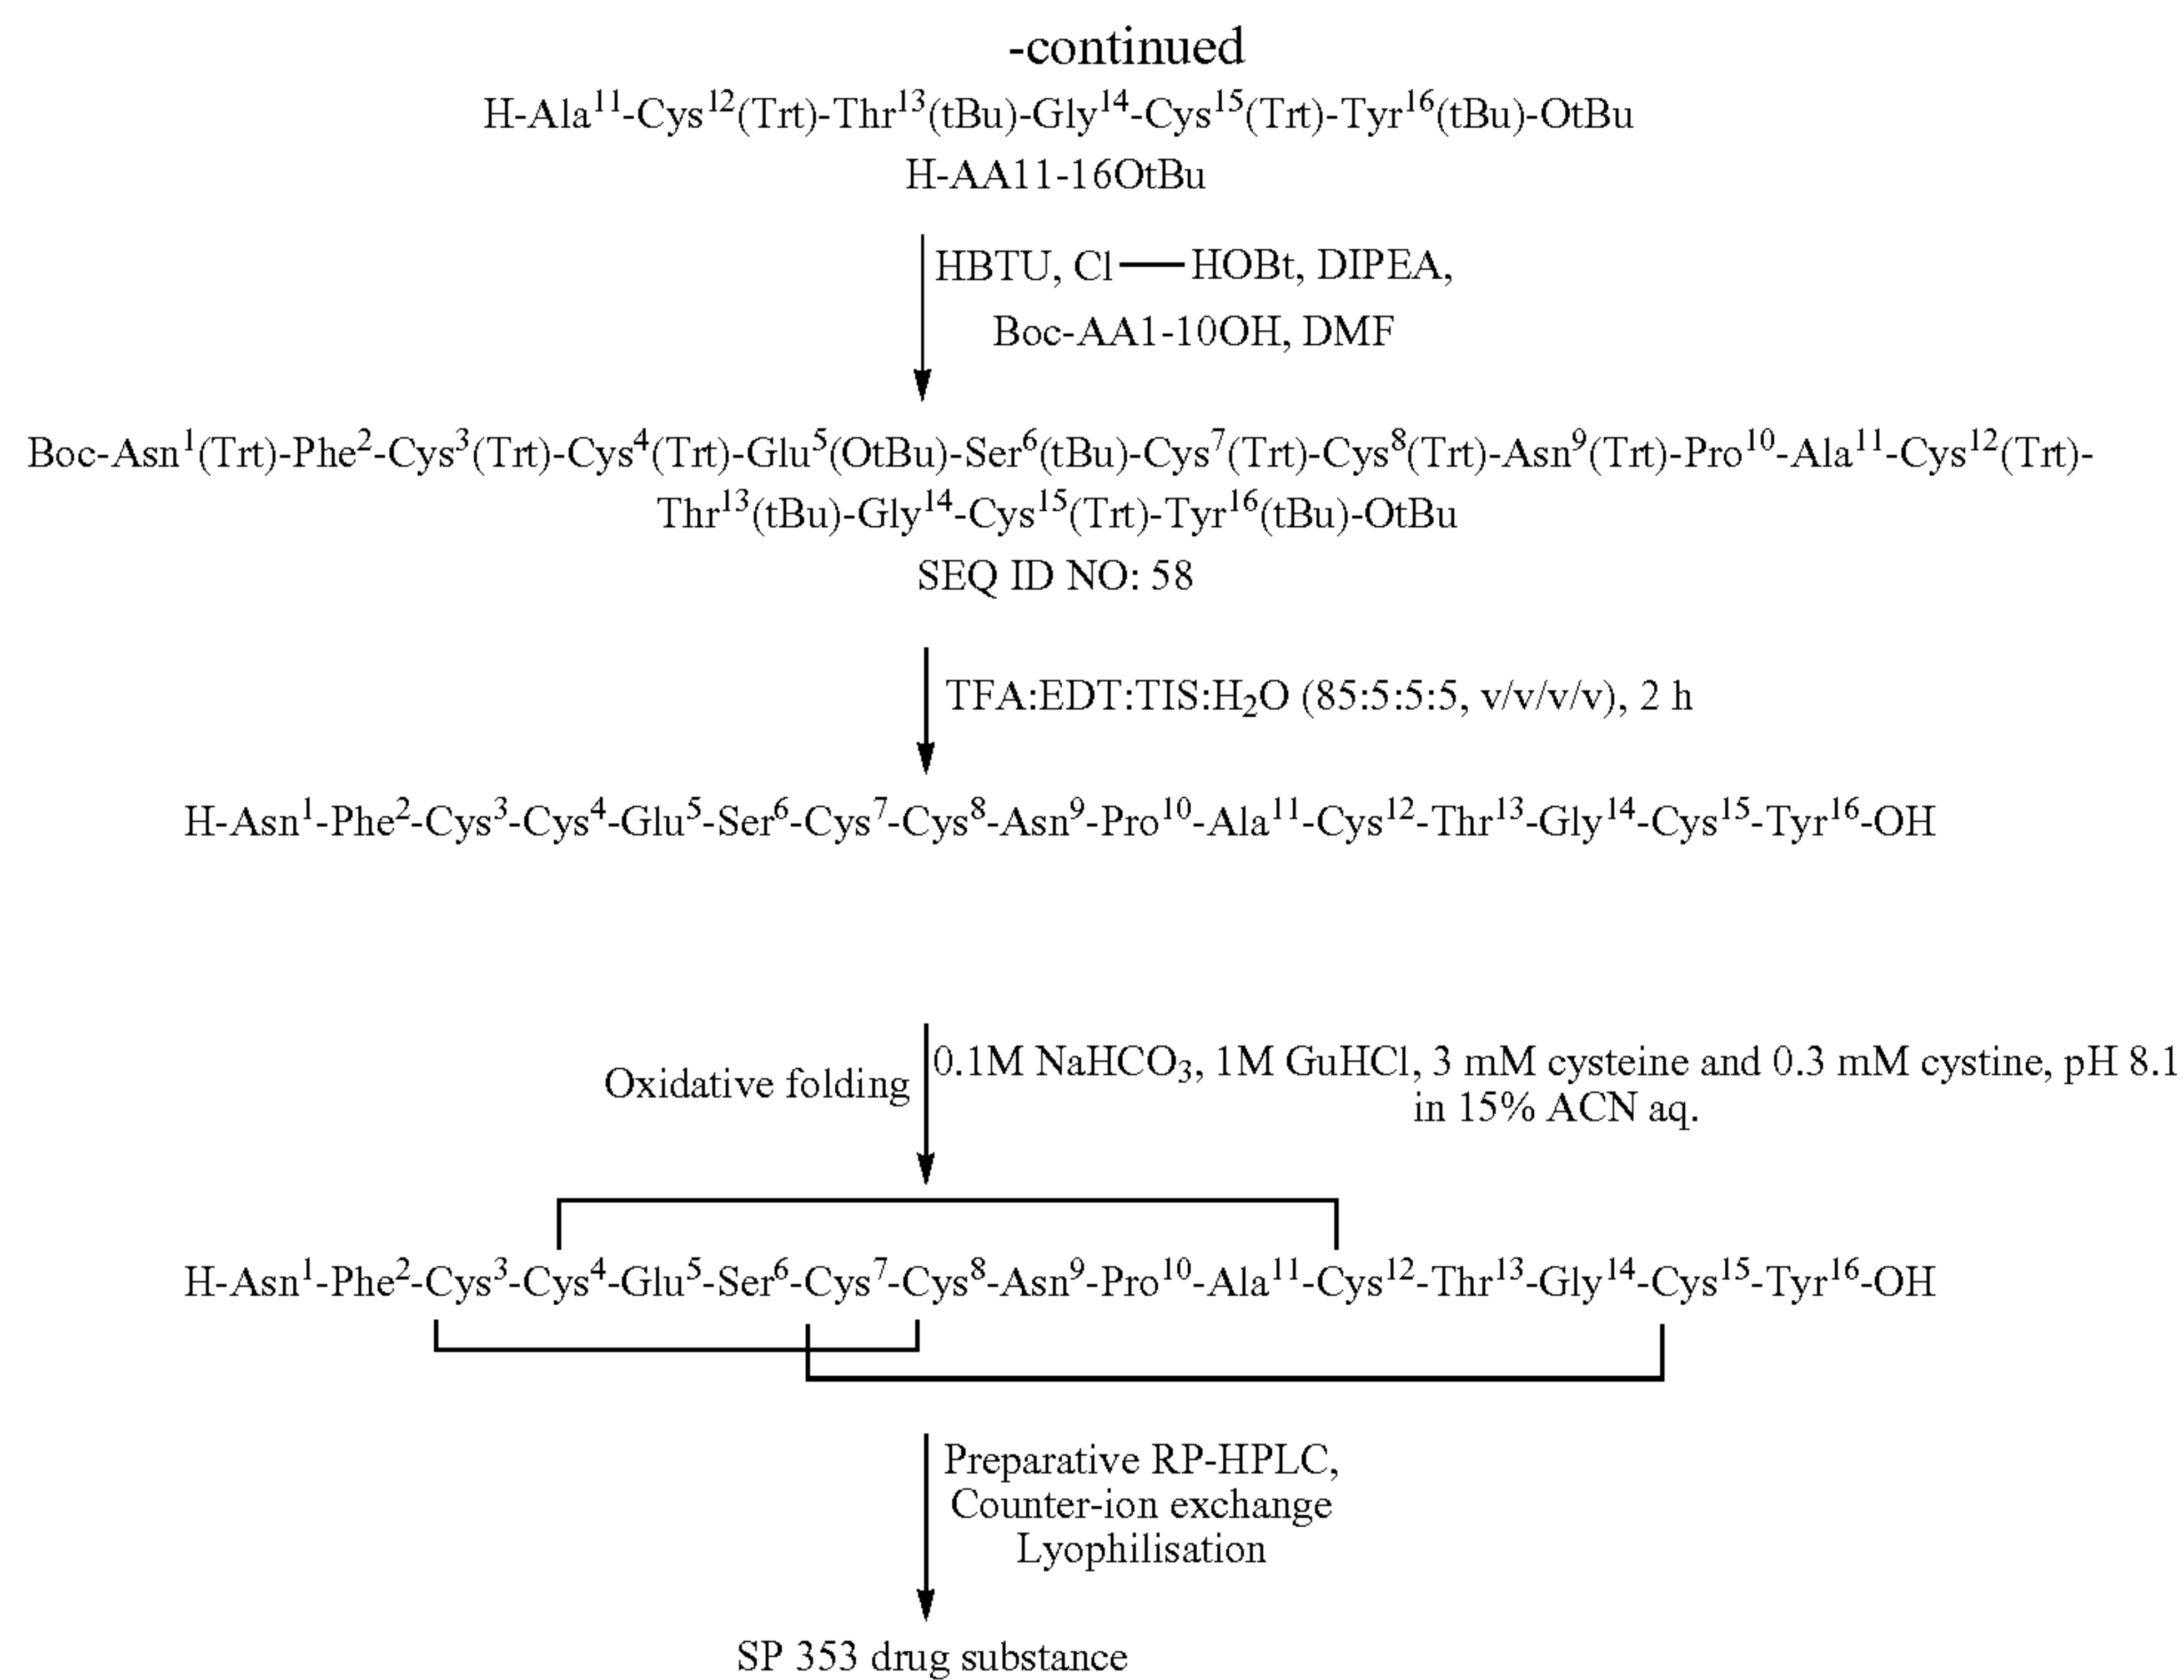 -continued
H-Ala¹¹-Cys¹²(Trt)-Thr¹³(tBu)-Gly¹⁴-Cys¹⁵(Trt)-Tyr¹⁶(tBu)-OtBu
H-AA11-16OtBu
HBTU, Cl—HOBt, DIPEA,
Boc-AA1-10OH, DMF
Boc-Asn¹(Trt)-Phe²-Cys³(Trt)-Cys⁴(Trt)-Glu⁵(OtBu)-Ser⁶(tBu)-Cys⁷(Trt)-Cys⁸(Trt)-Asn⁹(Trt)-Pro¹⁰-Ala¹¹-Cys¹²(Trt)-
Thr¹³(tBu)-Gly¹⁴-Cys¹⁵(Trt)-Tyr¹⁶(tBu)-OtBu
SEQ ID NO: 58
TFA:EDT:TIS:H₂O (85:5:5:5, v/v/v/v), 2 h
H-Asn¹-Phe²-Cys³-Cys⁴-Glu⁵-Ser⁶-Cys⁷-Cys⁸-Asn⁹-Pro¹⁰-Ala¹¹-Cys¹²-Thr¹³-Gly¹⁴-Cys¹⁵-Tyr¹⁶-OH
Oxidative folding
0.1M NaHCO₃, 1M GuHCl, 3 mM cysteine and 0.3 mM cystine, pH 8.1
in 15% ACN aq.
H-Asn¹-Phe²-Cys³-Cys⁴-Glu⁵-Ser⁶-Cys⁷-Cys⁸-Asn⁹-Pro¹⁰-Ala¹¹-Cys¹²-Thr¹³-Gly¹⁴-Cys¹⁵-Tyr¹⁶-OH
Preparative RP-HPLC,
Counter-ion exchange
Lyophilisation
SP 353 drug substance